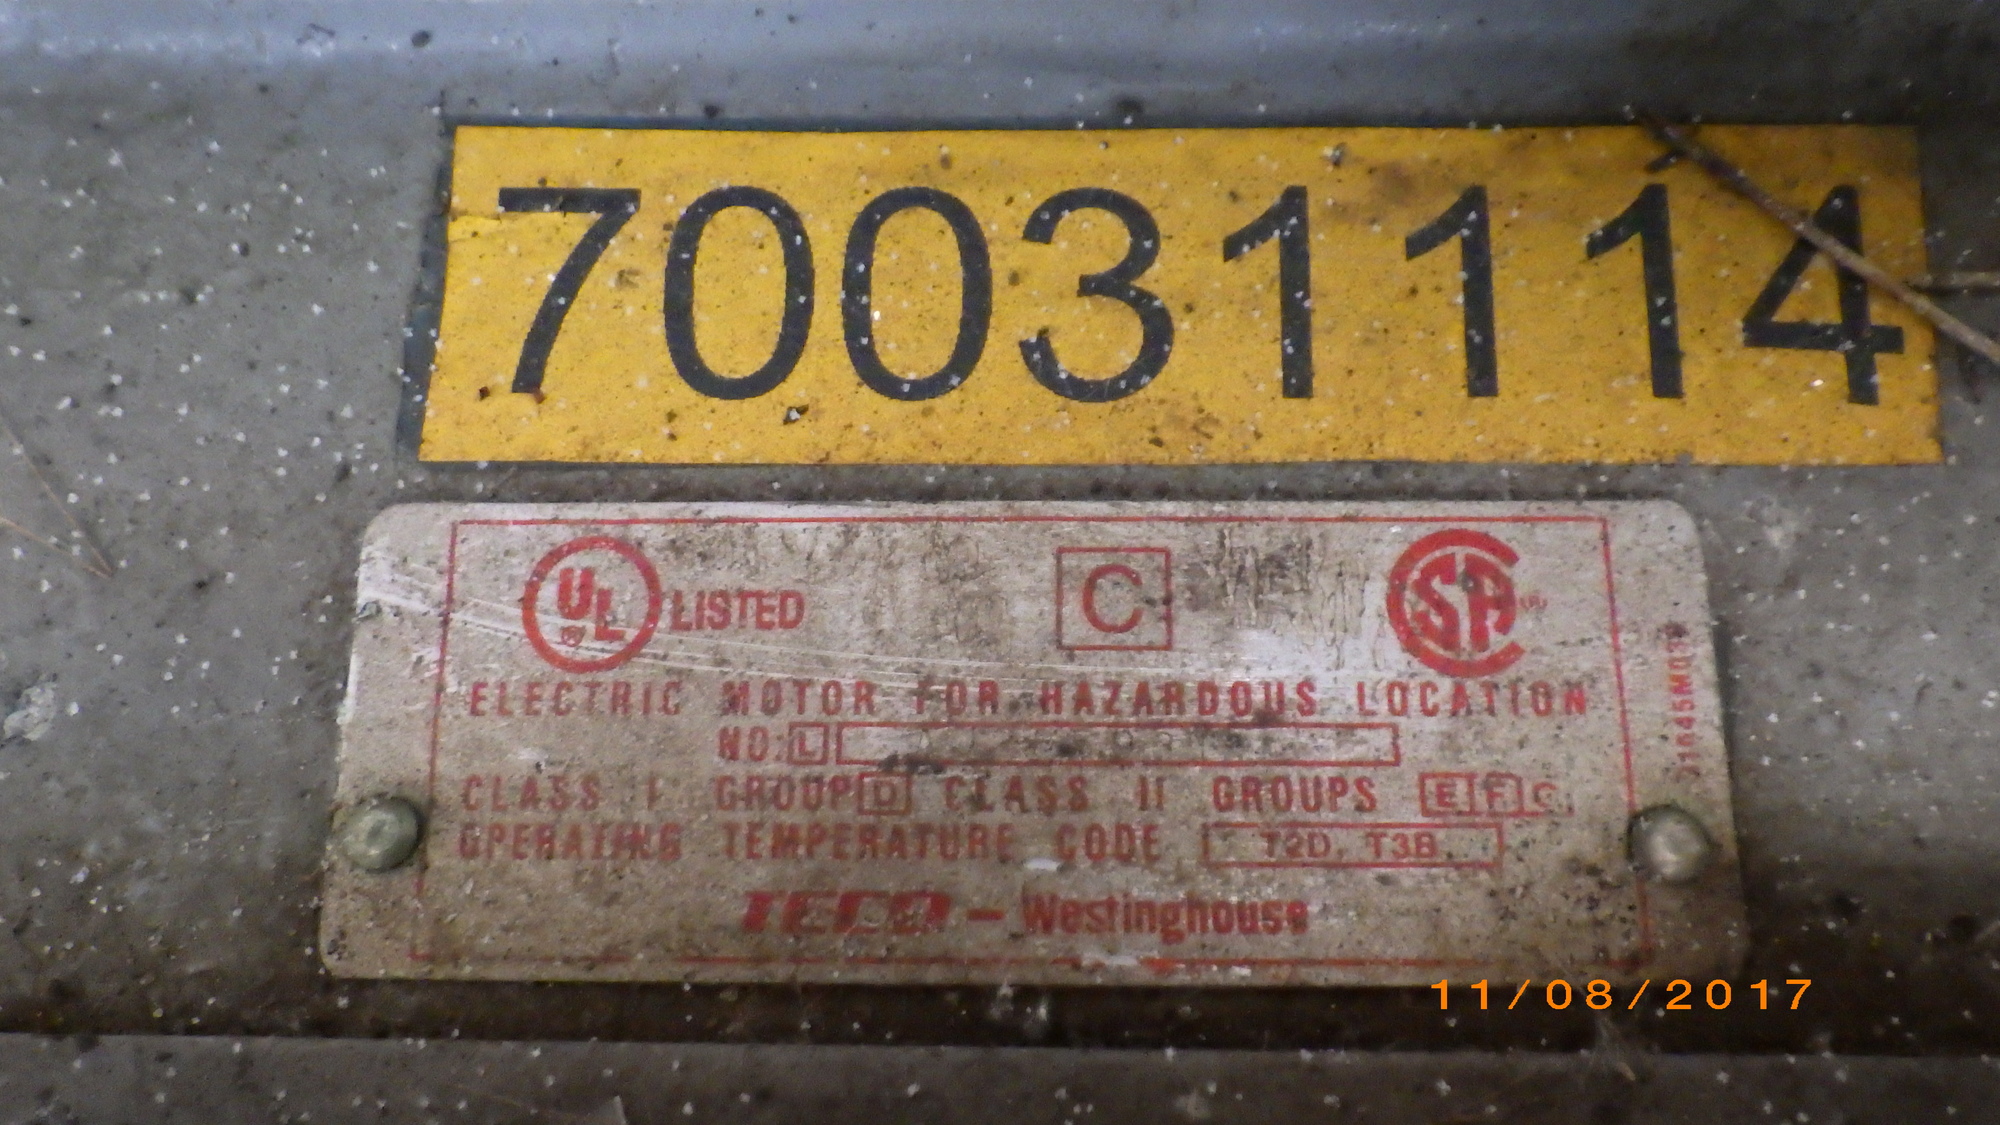 70031114
UL ® LISTED C SA (R)
ELECTRIC MOTOR FOR HAZARDOUS LOCATION
NO: L
CLASS I GROUP D CLASS II GROUPS E F G
OPERATING TEMPERATURE CODE T2D, T3B
TECO – Westinghouse
11/08/2017